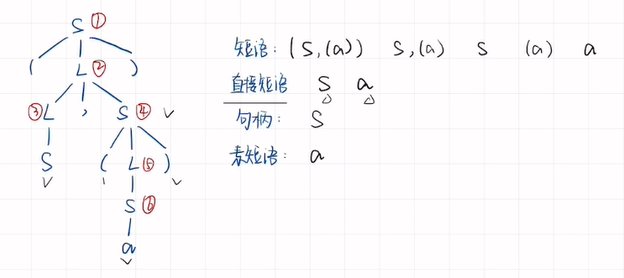 S ①
( L ② )
③ L , S ④
S ( L ⑤ )
S ⑥
a
短语: (S,(a)) S,(a) S (a) a
直接短语 S a
句柄: S
素短语: a